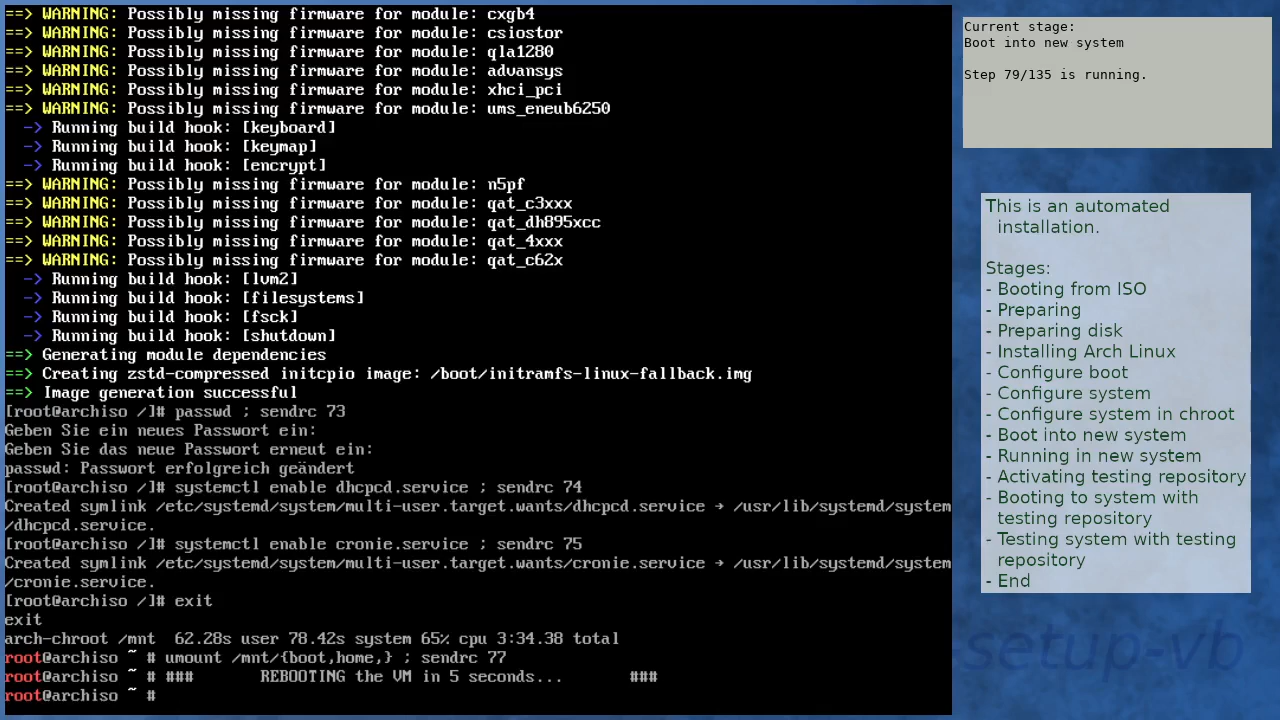 ==> WARNING: Possibly missing firmware for module: cxgb4
==> WARNING: Possibly missing firmware for module: csiostor
==> WARNING: Possibly missing firmware for module: qla1280
==> WARNING: Possibly missing firmware for module: advansys
==> WARNING: Possibly missing firmware for module: xhci_pci
==> WARNING: Possibly missing firmware for module: ums_eneub6250
  -> Running build hook: [keyboard]
  -> Running build hook: [keymap]
  -> Running build hook: [encrypt]
==> WARNING: Possibly missing firmware for module: n5pf
==> WARNING: Possibly missing firmware for module: qat_c3xxx
==> WARNING: Possibly missing firmware for module: qat_dh895xcc
==> WARNING: Possibly missing firmware for module: qat_4xxx
==> WARNING: Possibly missing firmware for module: qat_c62x
  -> Running build hook: [lvm2]
  -> Running build hook: [filesystems]
  -> Running build hook: [fsck]
  -> Running build hook: [shutdown]
==> Generating module dependencies
==> Creating zstd-compressed initcpio image: /boot/initramfs-linux-fallback.img
==> Image generation successful
[root@archiso /]# passwd ; sendrc 73
Geben Sie ein neues Passwort ein:
Geben Sie das neue Passwort erneut ein:
passwd: Passwort erfolgreich geändert
[root@archiso /]# systemctl enable dhcpcd.service ; sendrc 74
Created symlink /etc/systemd/system/multi-user.target.wants/dhcpcd.service → /usr/lib/systemd/system
/dhcpcd.service.
[root@archiso /]# systemctl enable cronie.service ; sendrc 75
Created symlink /etc/systemd/system/multi-user.target.wants/cronie.service → /usr/lib/systemd/system
/cronie.service.
[root@archiso /]# exit
exit
arch-chroot /mnt  62.28s user 78.42s system 65% cpu 3:34.38 total
root@archiso ~ # umount /mnt/{boot,home,} ; sendrc 77
root@archiso ~ # ###       REBOOTING the VM in 5 seconds...       ###
root@archiso ~ #
Current stage:
Boot into new system
Step 79/135 is running.
This is an automated
installation.
Stages:
- Booting from ISO
- Preparing
- Preparing disk
- Installing Arch Linux
- Configure boot
- Configure system
- Configure system in chroot
- Boot into new system
- Running in new system
- Activating testing repository
- Booting to system with
testing repository
- Testing system with testing
repository
- End
-setup-vb